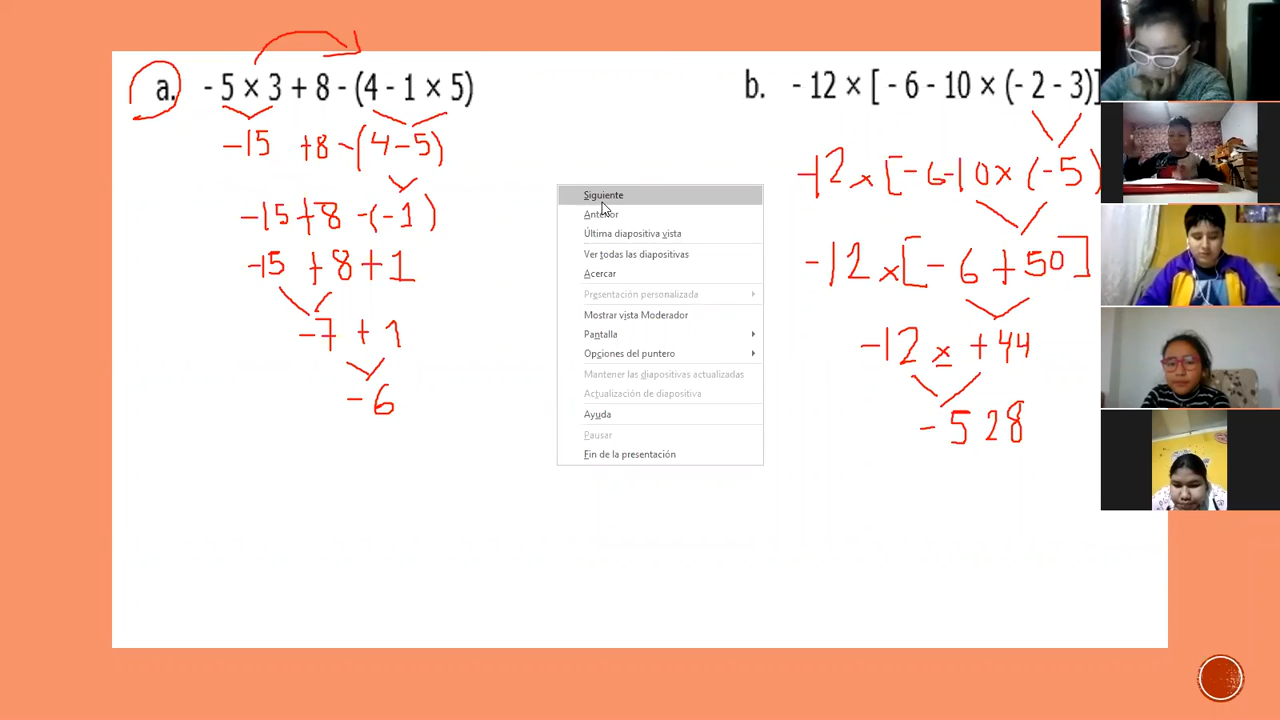 a. - 5 × 3 + 8 - (4 - 1 × 5)
-15 +8 -(4 -5)
-15+8 -(-1)
-15 +8+1
-7 + 1
-6
Siguiente
Anterior
Última diapositiva vista
Ver todas las diapositivas
Acercar
Presentación personalizada
Mostrar vista Moderador
Pantalla
Opciones del puntero
Mantener las diapositivas actualizadas
Actualización de diapositiva
Ayuda
Pausar
Fin de la presentación
b. - 12 × [ - 6 - 10 × (- 2 - 3)]
-12 x [-6-10x (-5)
-12 x[-6 +50]
-12 x +44
-528